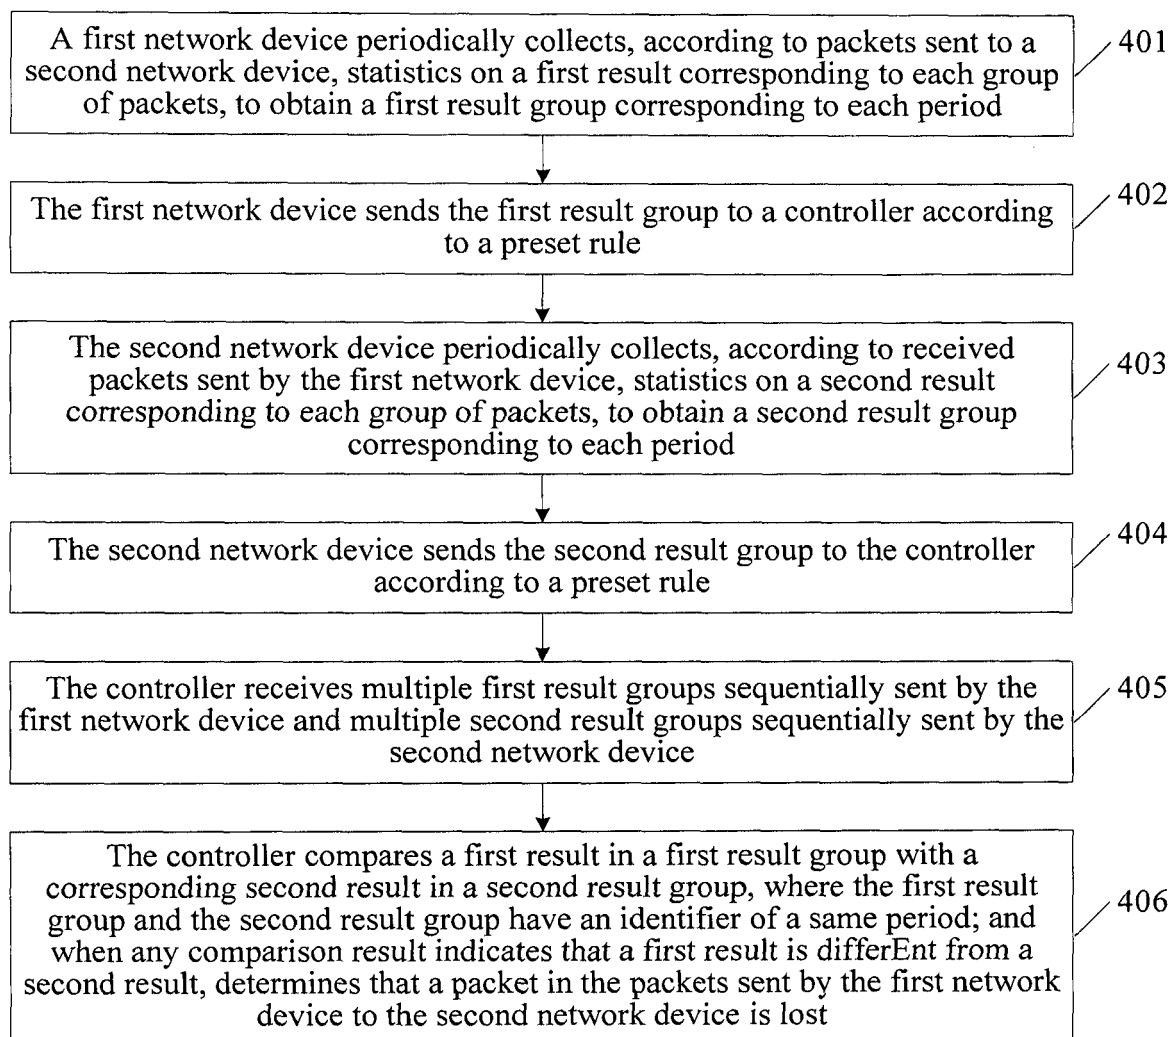 A first network device periodically collects, according to packets sent to a
second network device, statistics on a first result corresponding to each group
of packets, to obtain a first result group corresponding to each period
401
The first network device sends the first result group to a controller according
to a preset rule
402
The second network device periodically collects, according to received
packets sent by the first network device, statistics on a second result
corresponding to each group of packets, to obtain a second result group
corresponding to each period
403
The second network device sends the second result group to the controller
according to a preset rule
404
The controller receives multiple first result groups sequentially sent by the
first network device and multiple second result groups sequentially sent by the
second network device
405
The controller compares a first result in a first result group with a
corresponding second result in a second result group, where the first result
group and the second result group have an identifier of a same period; and
when any comparison result indicates that a first result is differEnt from a
second result, determines that a packet in the packets sent by the first network
device to the second network device is lost
406